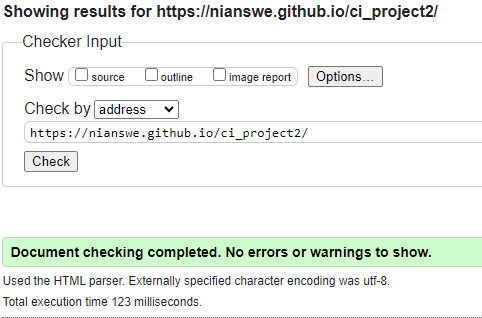 Showing results for https://nianswe.github.io/ci_project2/
Checker Input
Show source outline image report Options...
Check by address
https://nianswe.github.io/ci_project2/
Check
Document checking completed. No errors or warnings to show.
Used the HTML parser. Externally specified character encoding was utf-8.
Total execution time 123 milliseconds.